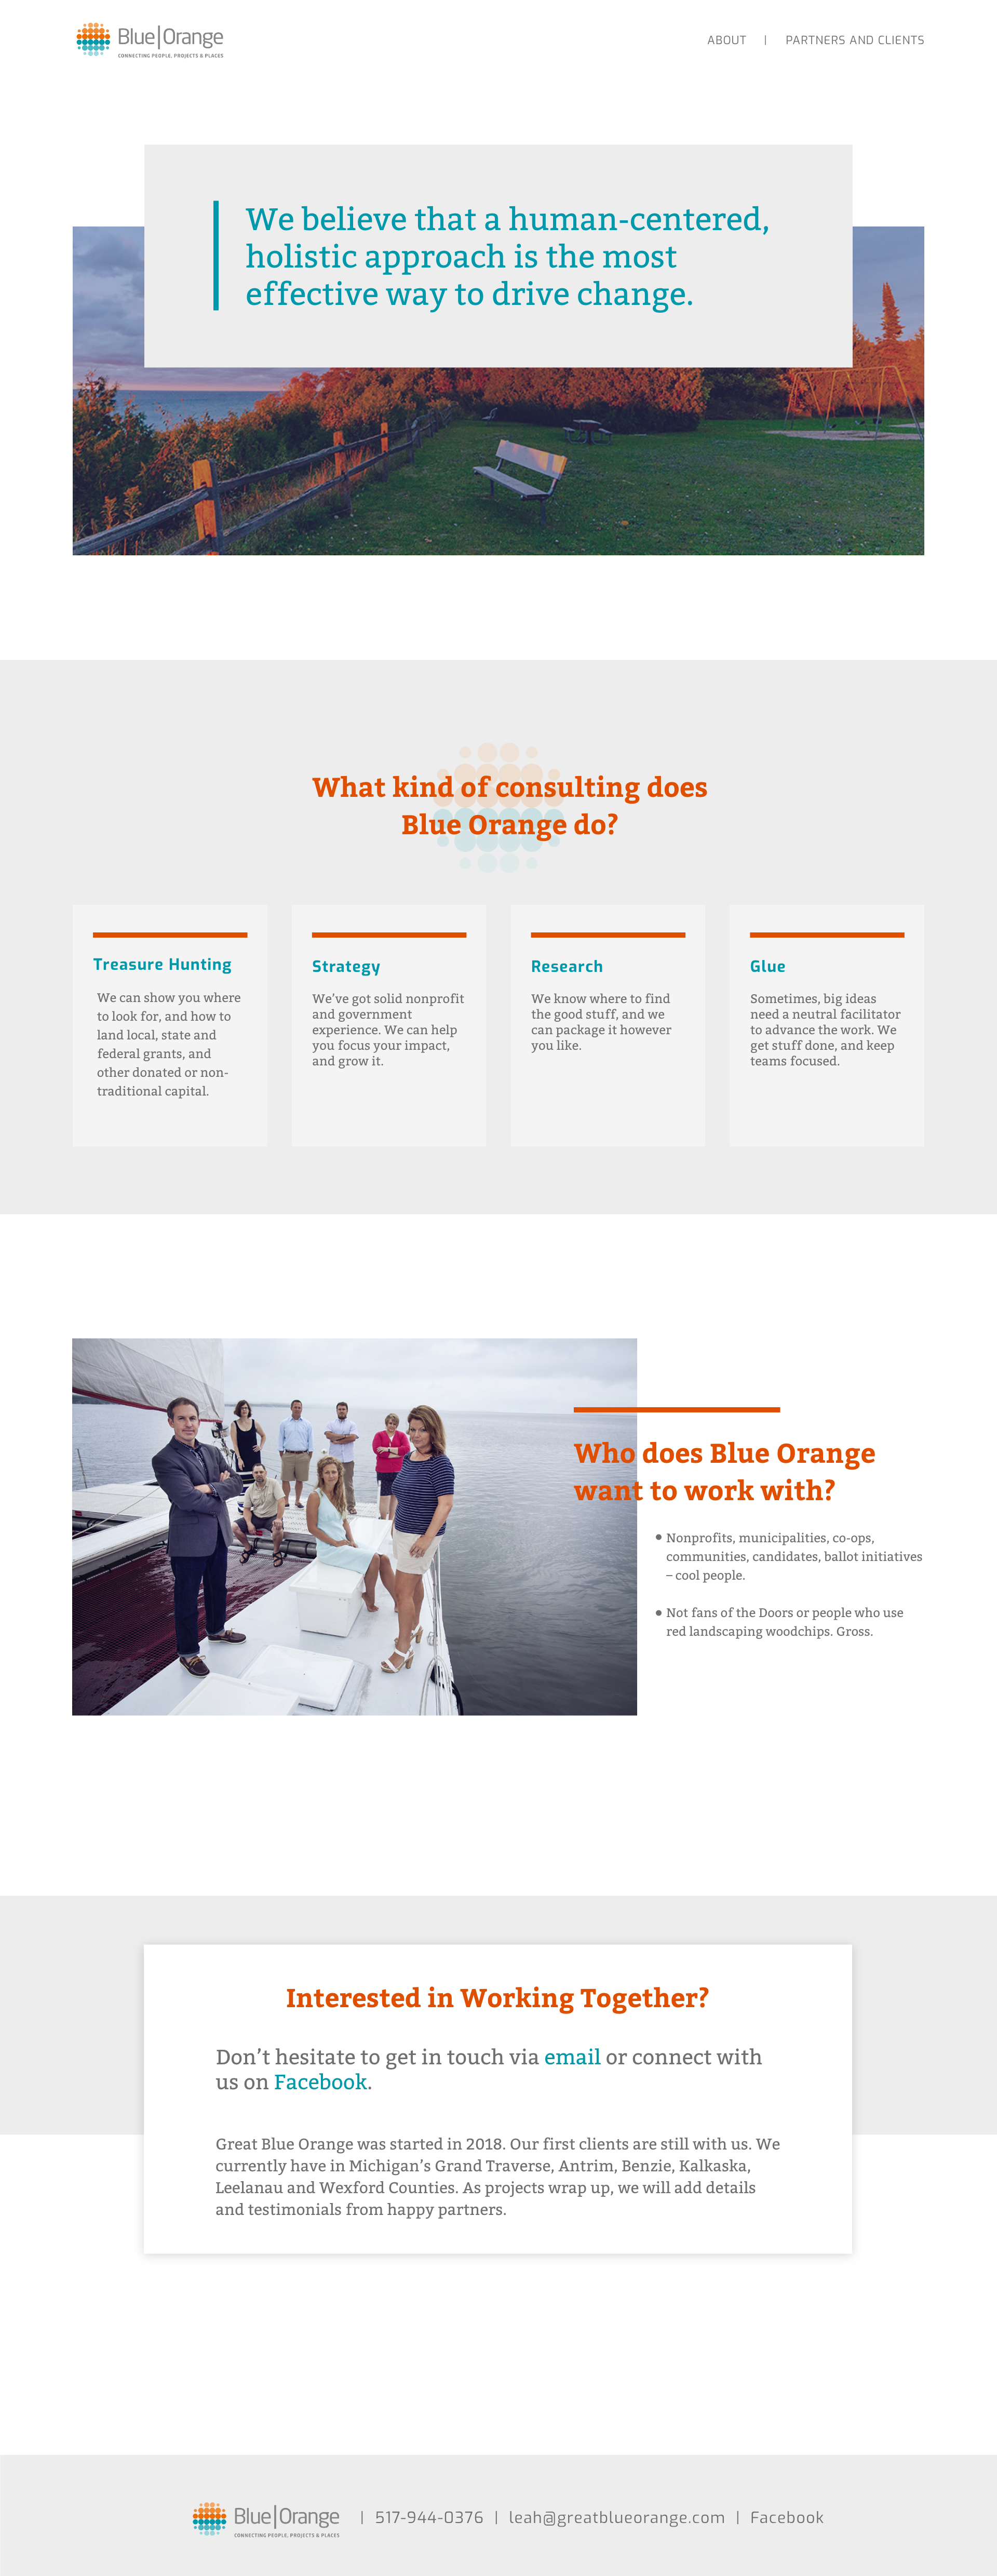 Blue|Orange
CONNECTING PEOPLE, PROJECTS & PLACES
ABOUT | PARTNERS AND CLIENTS
We believe that a human-centered,
holistic approach is the most
effective way to drive change.
What kind of consulting does
Blue Orange do?
Treasure Hunting
We can show you where
to look for, and how to
land local, state and
federal grants, and
other donated or non-
traditional capital.
Strategy
We’ve got solid nonprofit
and government
experience. We can help
you focus your impact,
and grow it.
Research
We know where to find
the good stuff, and we
can package it however
you like.
Glue
Sometimes, big ideas
need a neutral facilitator
to advance the work. We
get stuff done, and keep
teams focused.
Who does Blue Orange
want to work with?
• Nonprofits, municipalities, co-ops,
communities, candidates, ballot initiatives
– cool people.
• Not fans of the Doors or people who use
red landscaping woodchips. Gross.
Interested in Working Together?
Don’t hesitate to get in touch via email or connect with
us on Facebook.
Great Blue Orange was started in 2018. Our first clients are still with us. We
currently have in Michigan’s Grand Traverse, Antrim, Benzie, Kalkaska,
Leelanau and Wexford Counties. As projects wrap up, we will add details
and testimonials from happy partners.
Blue|Orange
CONNECTING PEOPLE, PROJECTS & PLACES
| 517-944-0376 | leah@greatblueorange.com | Facebook